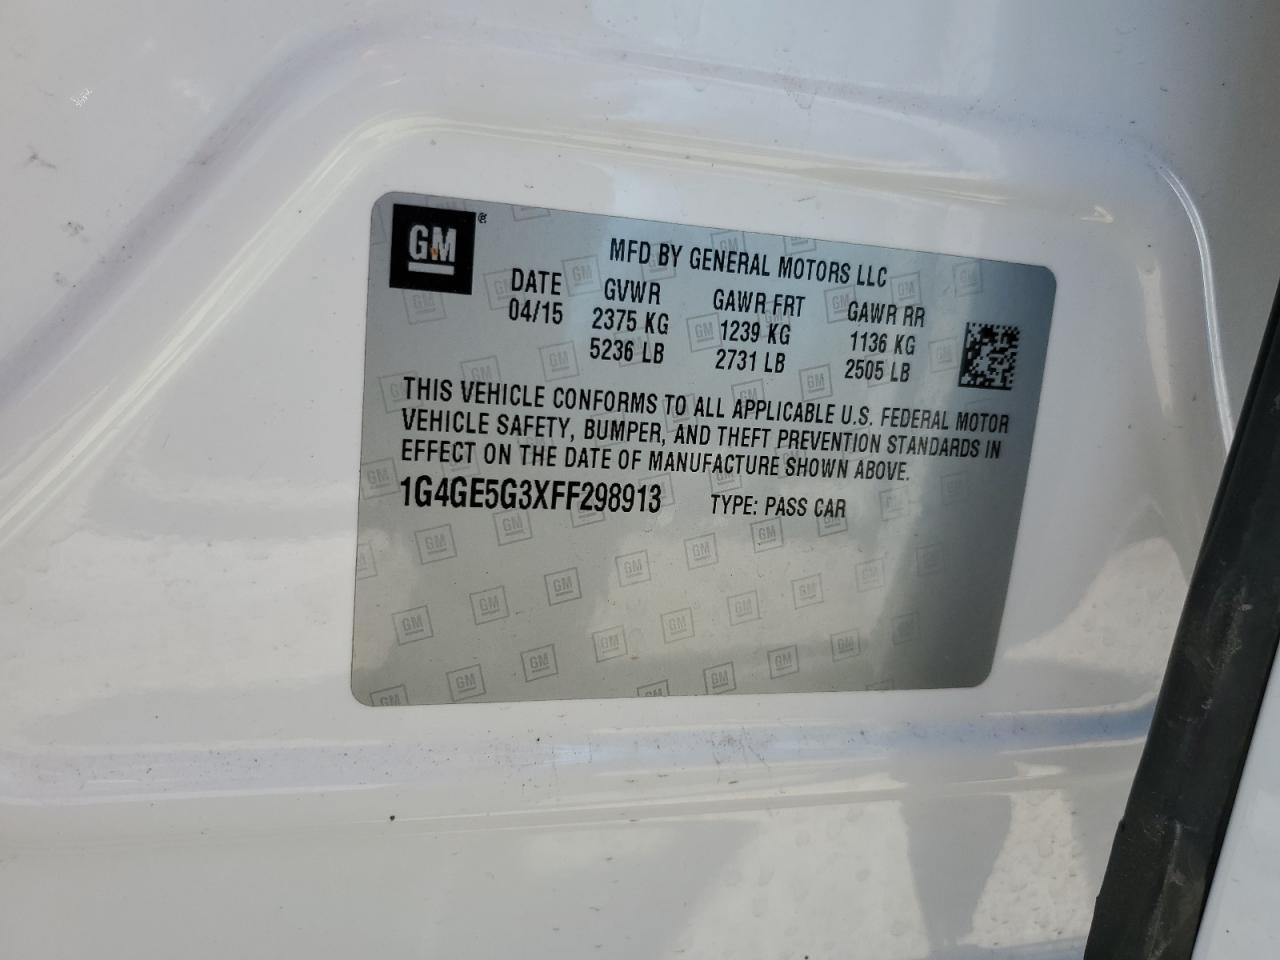 GM ®
MFD BY GENERAL MOTORS LLC
DATE GVWR GAWR FRT GAWR RR
04/15 2375 KG 1239 KG 1136 KG
5236 LB 2731 LB 2505 LB
THIS VEHICLE CONFORMS TO ALL APPLICABLE U.S. FEDERAL MOTOR
VEHICLE SAFETY, BUMPER, AND THEFT PREVENTION STANDARDS IN
EFFECT ON THE DATE OF MANUFACTURE SHOWN ABOVE.
1G4GE5G3XFF298913 TYPE: PASS CAR